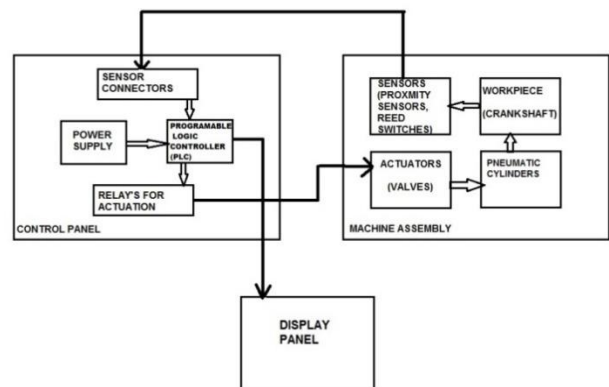 SENSOR
CONNECTORS
POWER
SUPPLY
PROGRAMABLE
LOGIC
CONTROLLER
(PLC)
RELAY'S FOR
ACTUATION
CONTROL PANEL
SENSORS
(PROXMITY
SENSORS,
REED
SWITCHES)
WORKPIECE
(CRANKSHAFT)
ACTUATORS
(VALVES)
PNEUMATIC
CYLINDERS
MACHINE ASSEMBLY
DISPLAY
PANEL